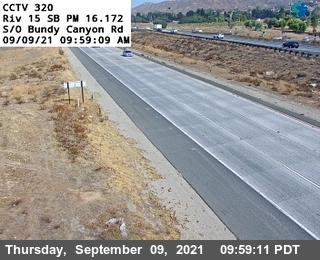 CCTV 320
Riv 15 SB PM 16.172
S/O Bundy Canyon Rd
09/09/21 09:59:09 AM
Thursday, September 09, 2021 09:59:11 PDT